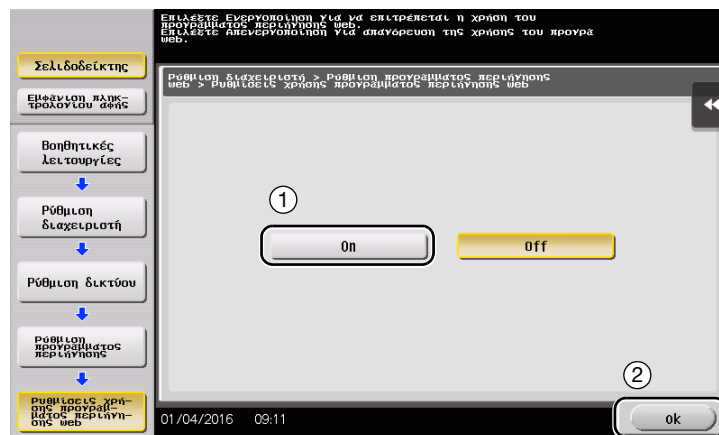 Επιλέξτε Ενεργοποίηση για να επιτρέπεται η χρήση του
προγράμματος περιήγησης web.
Επιλέξτε Απενεργοποίηση για απαγόρευση της χρήσης του προγρά
web.
Σελιδοδείκτης
Εμφάνιση πληκ-
τρολογίου αφής
Βοηθητικές
λειτουργίες
Ρύθμιση
διαχειριστή
Ρύθμιση δικτύου
Ρύθμιση
προγράμματος
περιήγησης
Ρυθμίσεις χρή-
σης προγράμ-
ματος περιήγη-
σης web
Ρύθμιση διαχειριστή > Ρύθμιση προγράμματος περιήγησης
web > Ρυθμίσεις χρήσης προγράμματος περιήγησης web
1
On
Off
2
01/04/2016 09:11
ok